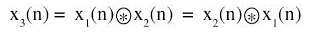 x₃(n) = x₁(n)⊛x₂(n) = x₂(n)⊛x₁(n)